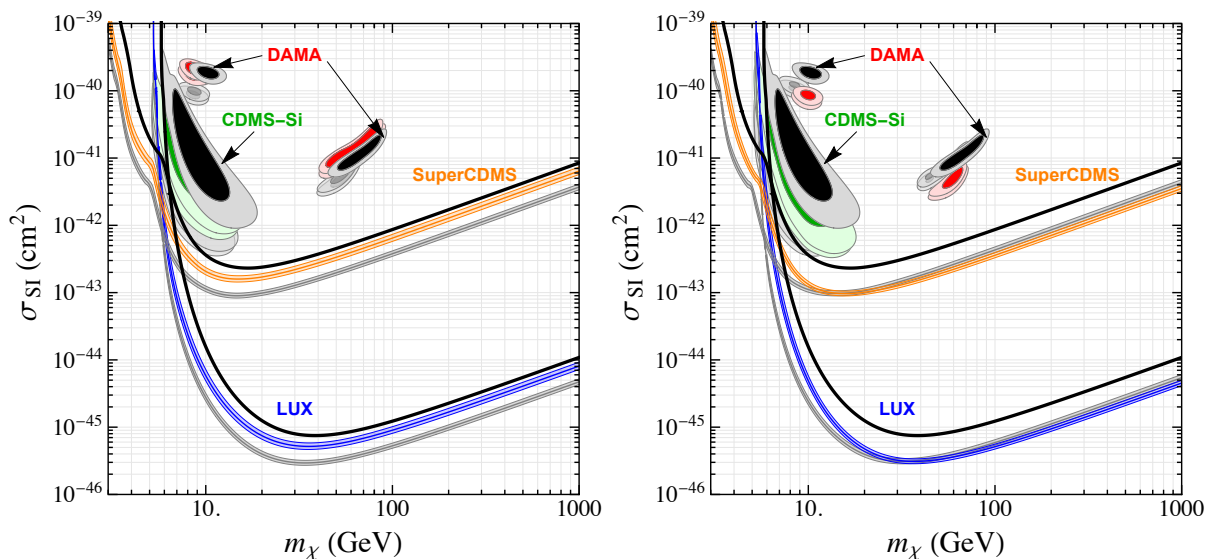 10⁻³⁹
10⁻⁴⁰
10⁻⁴¹
10⁻⁴²
10⁻⁴³
10⁻⁴⁴
10⁻⁴⁵
10⁻⁴⁶
σ SI (cm²)
DAMA
CDMS-Si
SuperCDMS
LUX
10. 100 1000
mχ (GeV)
10⁻³⁹
10⁻⁴⁰
10⁻⁴¹
10⁻⁴²
10⁻⁴³
10⁻⁴⁴
10⁻⁴⁵
10⁻⁴⁶
σ SI (cm²)
DAMA
CDMS-Si
SuperCDMS
LUX
10. 100 1000
mχ (GeV)